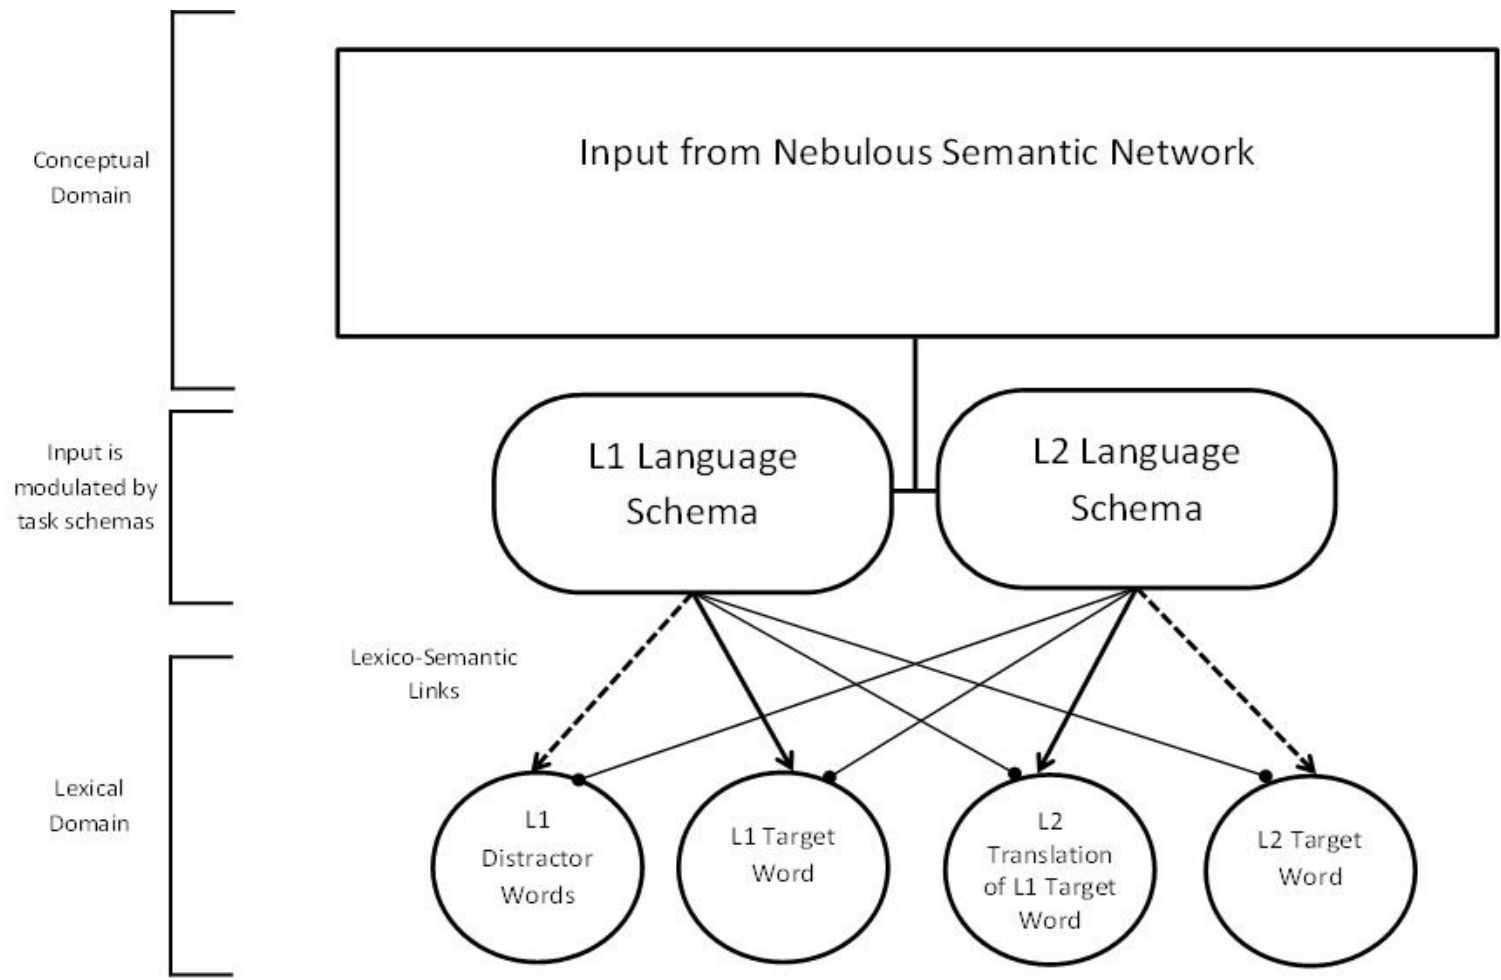 Conceptual
Domain
Input from Nebulous Semantic Network
Input is
modulated by
task schemas
L1 Language
Schema
L2 Language
Schema
Lexico-Semantic
Links
Lexical
Domain
L1
Distractor
Words
L1 Target
Word
L2
Translation
of L1 Target
Word
L2 Target
Word